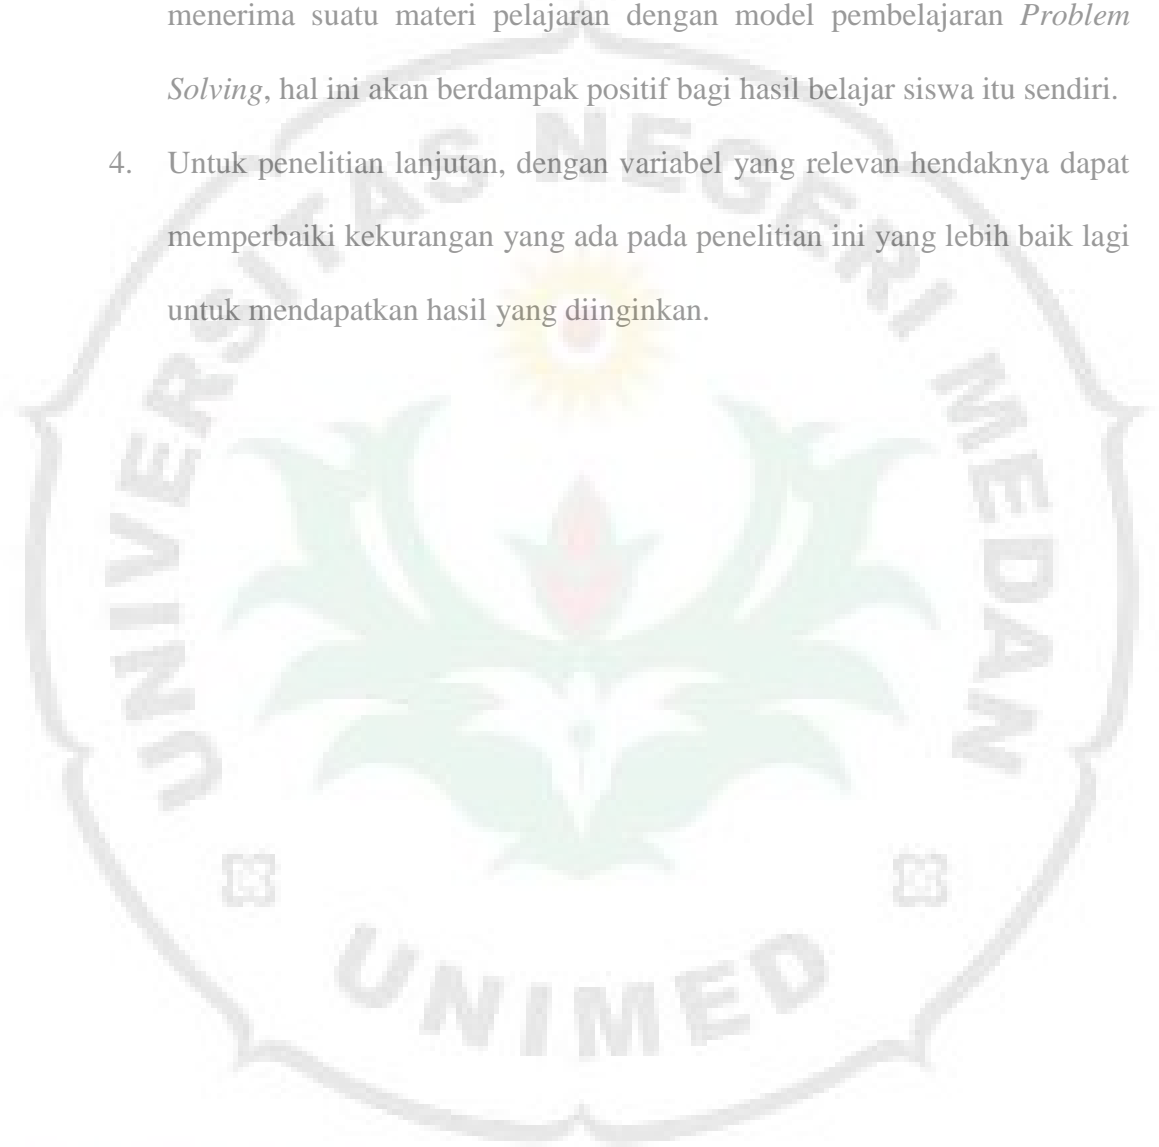 menerima suatu materi pelajaran dengan model pembelajaran Problem
Solving, hal ini akan berdampak positif bagi hasil belajar siswa itu sendiri.
4. Untuk penelitian lanjutan, dengan variabel yang relevan hendaknya dapat
memperbaiki kekurangan yang ada pada penelitian ini yang lebih baik lagi
untuk mendapatkan hasil yang diinginkan.
UNIVERSITAS NEGERI MEDAN
UNIMED